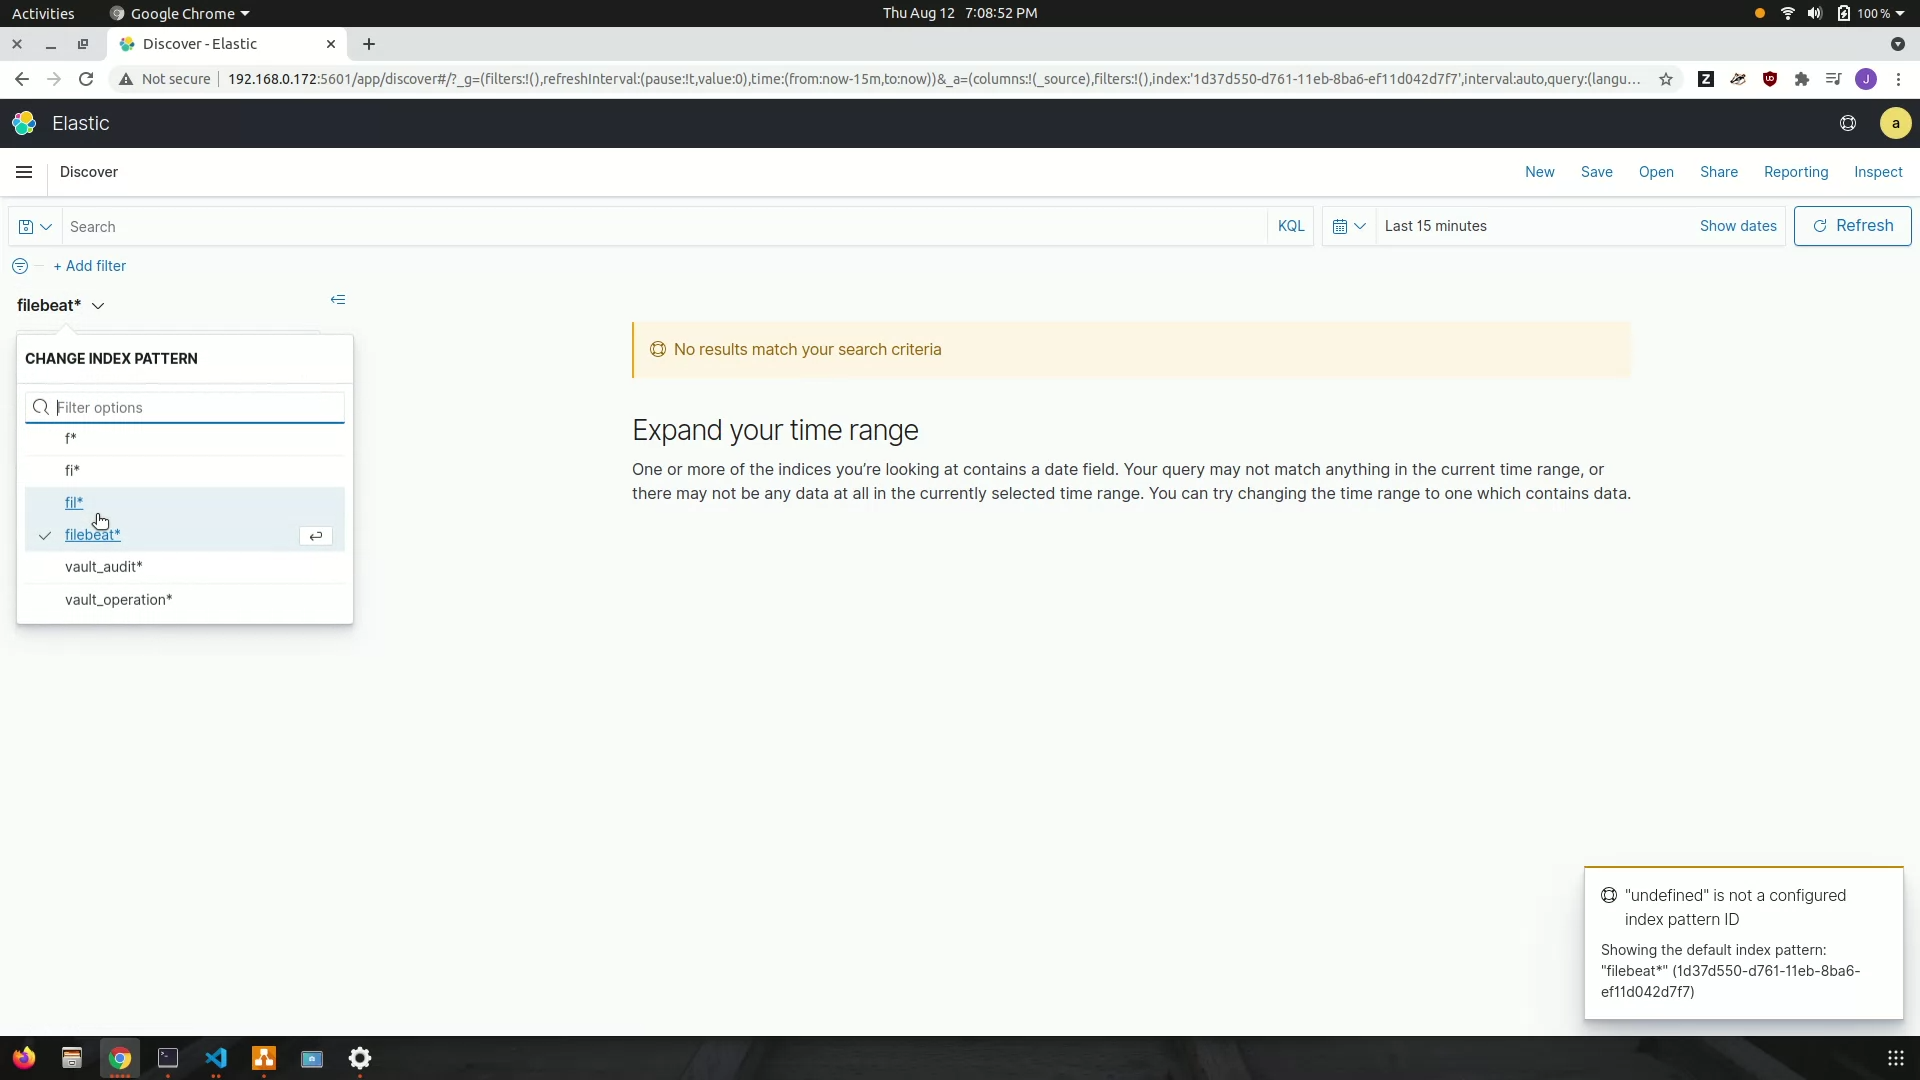 Activities Google Chrome Thu Aug 12 7:08:52 PM 100 %
Discover - Elastic
Not secure 192.168.0.172:5601/app/discover#/?_g=(filters:!(),refreshInterval:(pause:!t,value:0),time:(from:now-15m,to:now))&_a=(columns:!(_source),filters:!(),index:'1d37d550-d761-11eb-8ba6-ef11d042d7f7',interval:auto,query:(langu... Z J
Elastic a
Discover New Save Open Share Reporting Inspect
Search KQL Last 15 minutes Show dates Refresh
+ Add filter
filebeat*
CHANGE INDEX PATTERN
Filter options
f*
fi*
fil*
filebeat*
vault_audit*
vault_operation*
No results match your search criteria
Expand your time range
One or more of the indices you’re looking at contains a date field. Your query may not match anything in the current time range, or
there may not be any data at all in the currently selected time range. You can try changing the time range to one which contains data.
"undefined" is not a configured
index pattern ID
Showing the default index pattern:
"filebeat*" (1d37d550-d761-11eb-8ba6-
ef11d042d7f7)